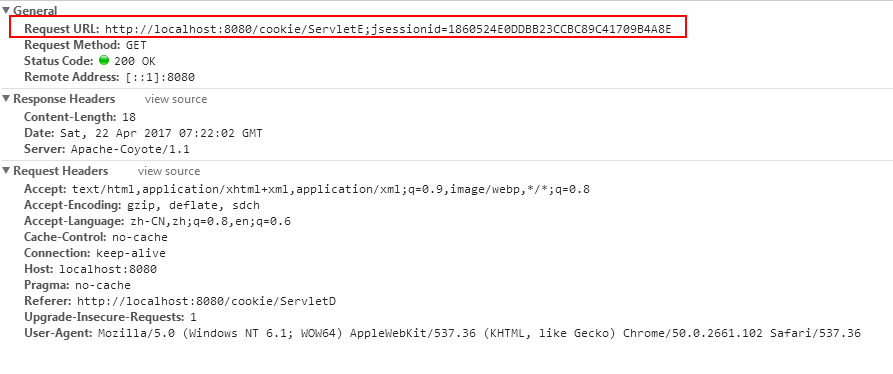 General
Request URL: http://localhost:8080/cookie/ServletE;jsessionid=1860524E0DDBB23CCBC89C41709B4A8E
Request Method: GET
Status Code: 200 OK
Remote Address: [::1]:8080
Response Headers view source
Content-Length: 18
Date: Sat, 22 Apr 2017 07:22:02 GMT
Server: Apache-Coyote/1.1
Request Headers view source
Accept: text/html,application/xhtml+xml,application/xml;q=0.9,image/webp,*/*;q=0.8
Accept-Encoding: gzip, deflate, sdch
Accept-Language: zh-CN,zh;q=0.8,en;q=0.6
Cache-Control: no-cache
Connection: keep-alive
Host: localhost:8080
Pragma: no-cache
Referer: http://localhost:8080/cookie/ServletD
Upgrade-Insecure-Requests: 1
User-Agent: Mozilla/5.0 (Windows NT 6.1; WOW64) AppleWebKit/537.36 (KHTML, like Gecko) Chrome/50.0.2661.102 Safari/537.36